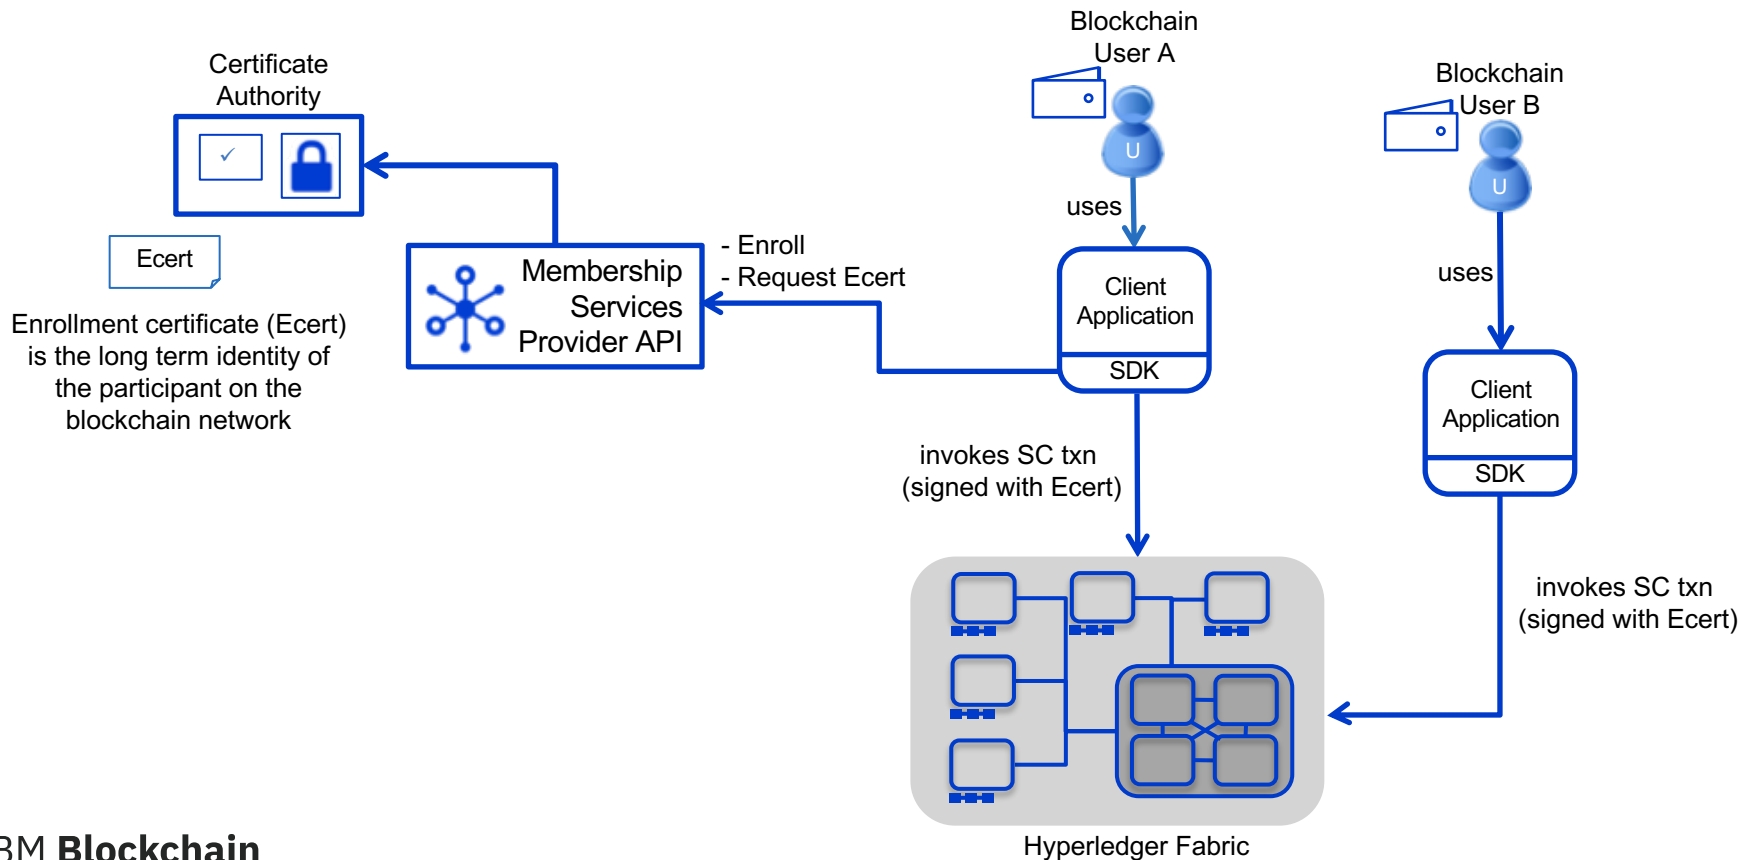 Certificate
Authority
✓
Ecert
Enrollment certificate (Ecert)
is the long term identity of
the participant on the
blockchain network
Membership
Services
Provider API
- Enroll
- Request Ecert
Blockchain
User A
U
uses
Client
Application
SDK
invokes SC txn
(signed with Ecert)
Blockchain
User B
U
uses
Client
Application
SDK
invokes SC txn
(signed with Ecert)
Hyperledger Fabric
BM Blockchain